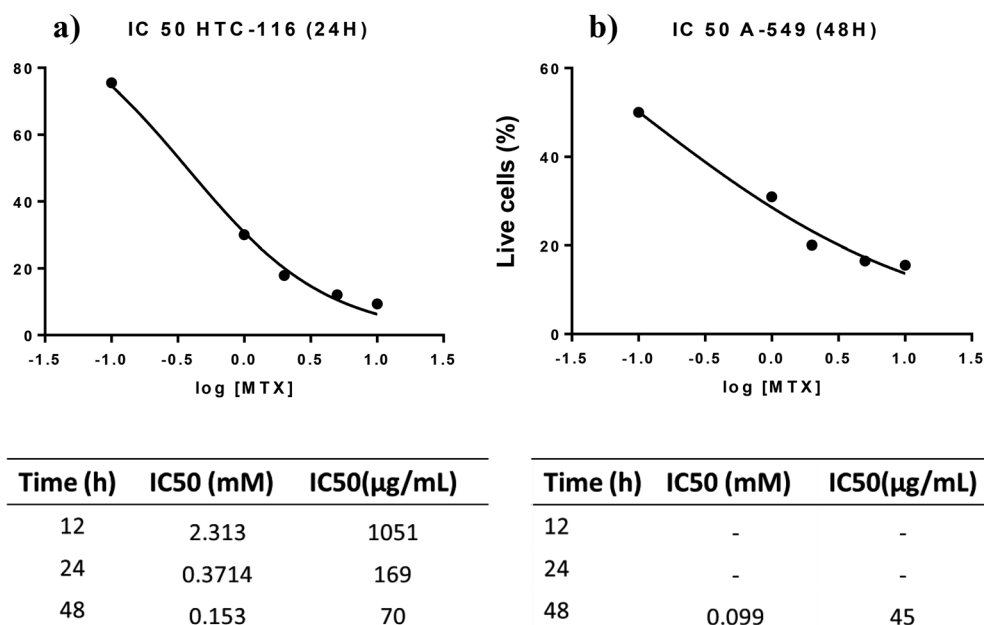 a) IC 50 HTC-116 (24H)
80
60
40
20
0
-1.5 -1.0 -0.5 0.0 0.5 1.0 1.5
log [MTX]
b) IC 50 A-549 (48H)
Live cells (%)
60
40
20
0
-1.5 -1.0 -0.5 0.0 0.5 1.0 1.5
log [MTX]
Time (h) IC50 (mM) IC50(µg/mL)
12 2.313 1051
24 0.3714 169
48 0.153 70
Time (h) IC50 (mM) IC50(µg/mL)
12 - -
24 - -
48 0.099 45